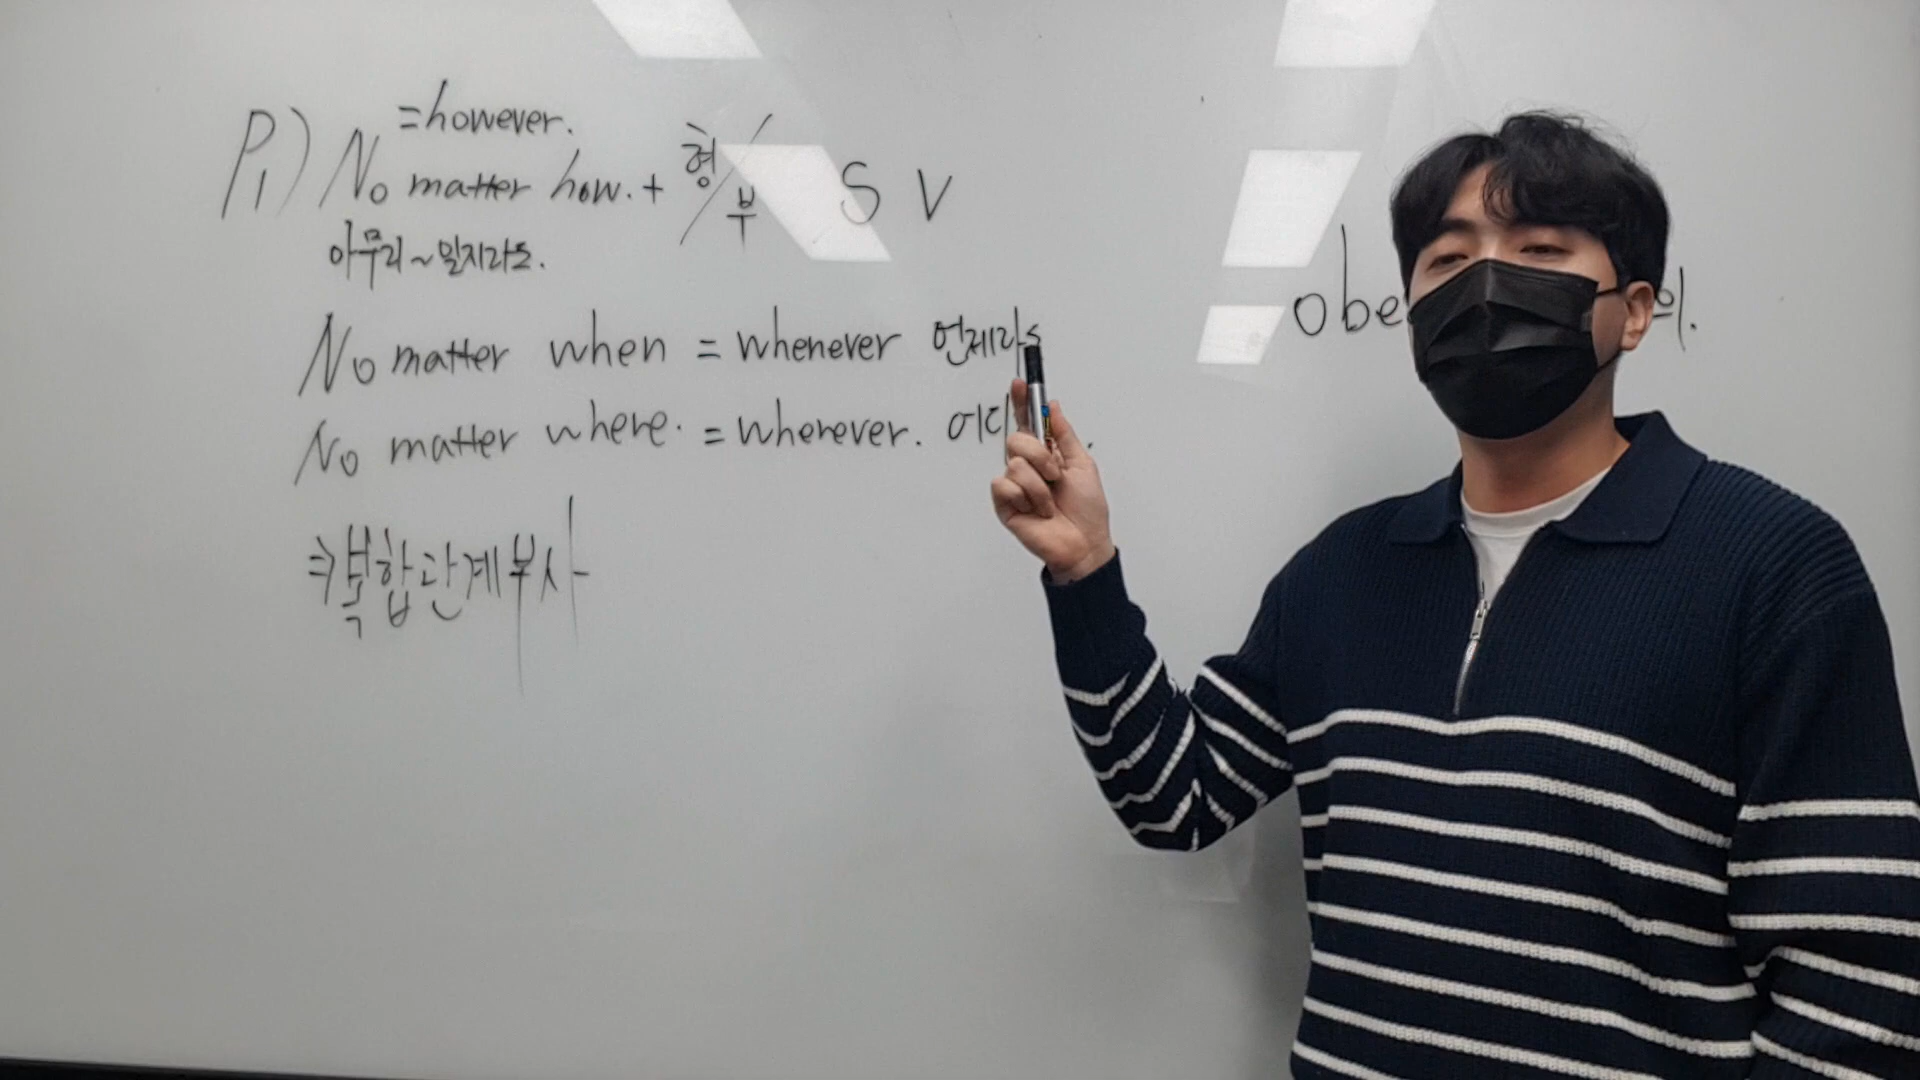 =however.
P1) No matter how. + 형/부 S V
아무리~일지라도.
No matter when = whenever 언제라도
No matter where. = wherever. 어디
⇒복합관계부사
obe